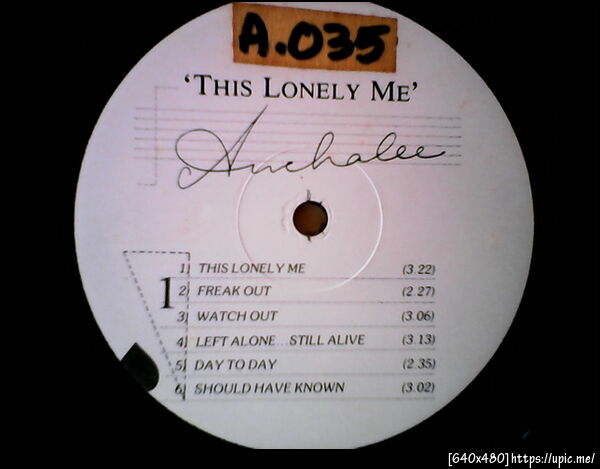 A.035
'THIS LONELY ME'
Anchalee
1
1) THIS LONELY ME (3.22)
2) FREAK OUT (2.27)
3) WATCH OUT (3.06)
4) LEFT ALONE...STILL ALIVE (3.13)
5) DAY TO DAY (2.35)
6) SHOULD HAVE KNOWN (3.02)
[640x480]https://upic.me/